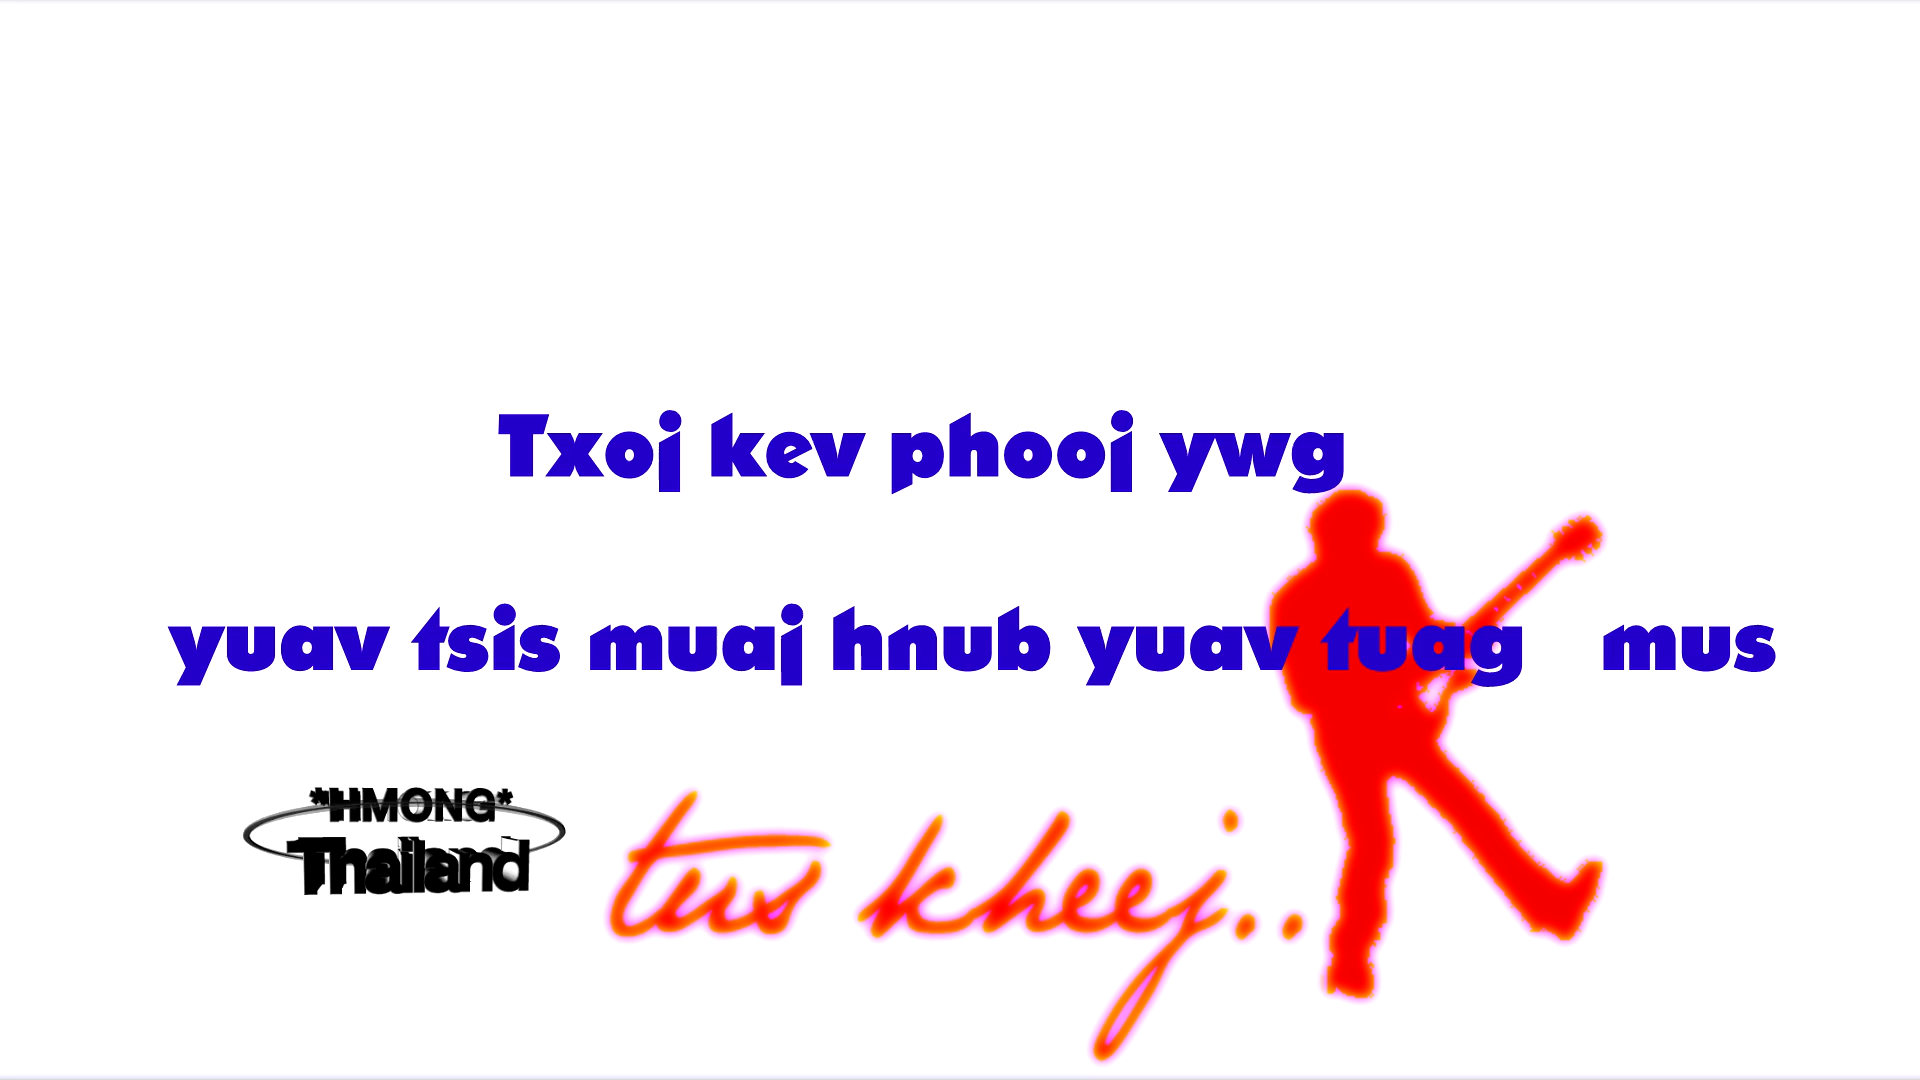 Txoj kev phooj ywg
yuav tsis muaj hnub yuav tuag mus
*HMONG*
Thailand
tus kheej..